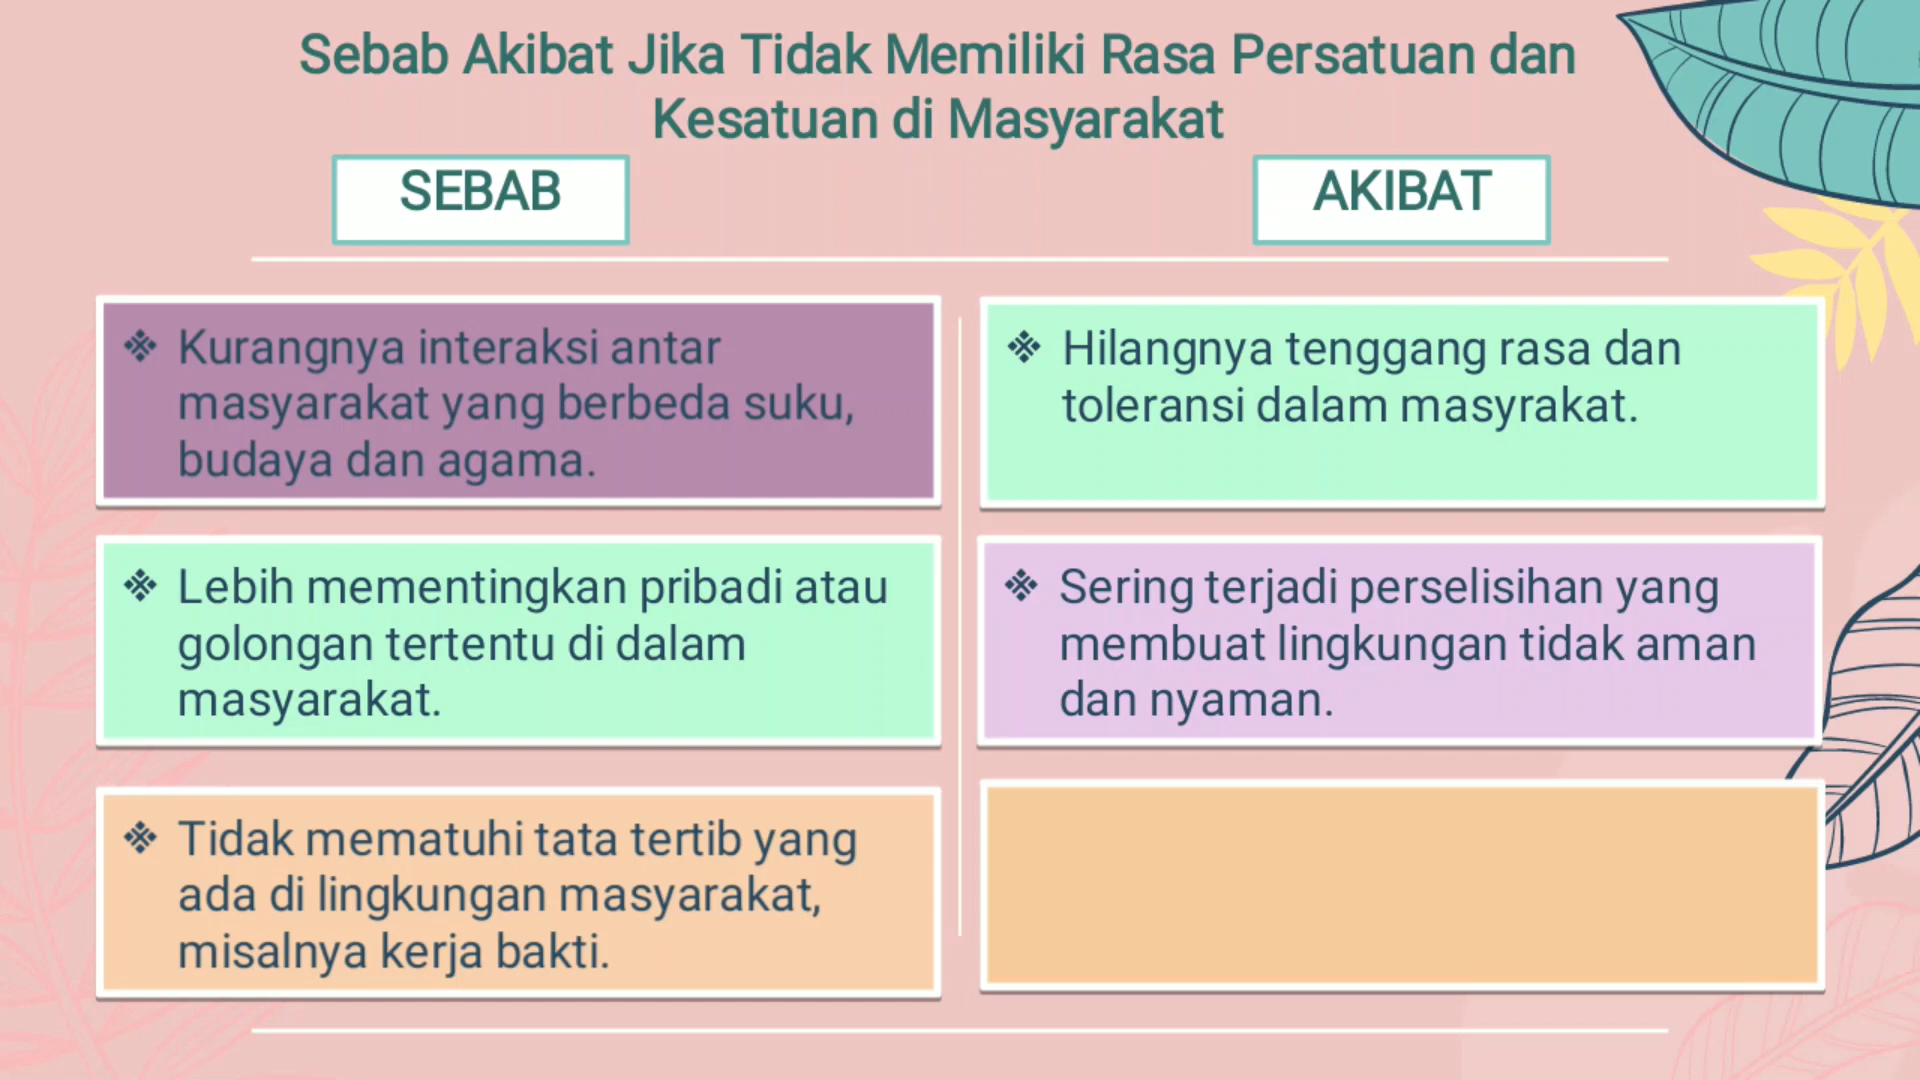 Sebab Akibat Jika Tidak Memiliki Rasa Persatuan dan
Kesatuan di Masyarakat
SEBAB
AKIBAT
❖ Kurangnya interaksi antar
masyarakat yang berbeda suku,
budaya dan agama.
❖ Hilangnya tenggang rasa dan
toleransi dalam masyrakat.
❖ Lebih mementingkan pribadi atau
golongan tertentu di dalam
masyarakat.
❖ Sering terjadi perselisihan yang
membuat lingkungan tidak aman
dan nyaman.
❖ Tidak mematuhi tata tertib yang
ada di lingkungan masyarakat,
misalnya kerja bakti.